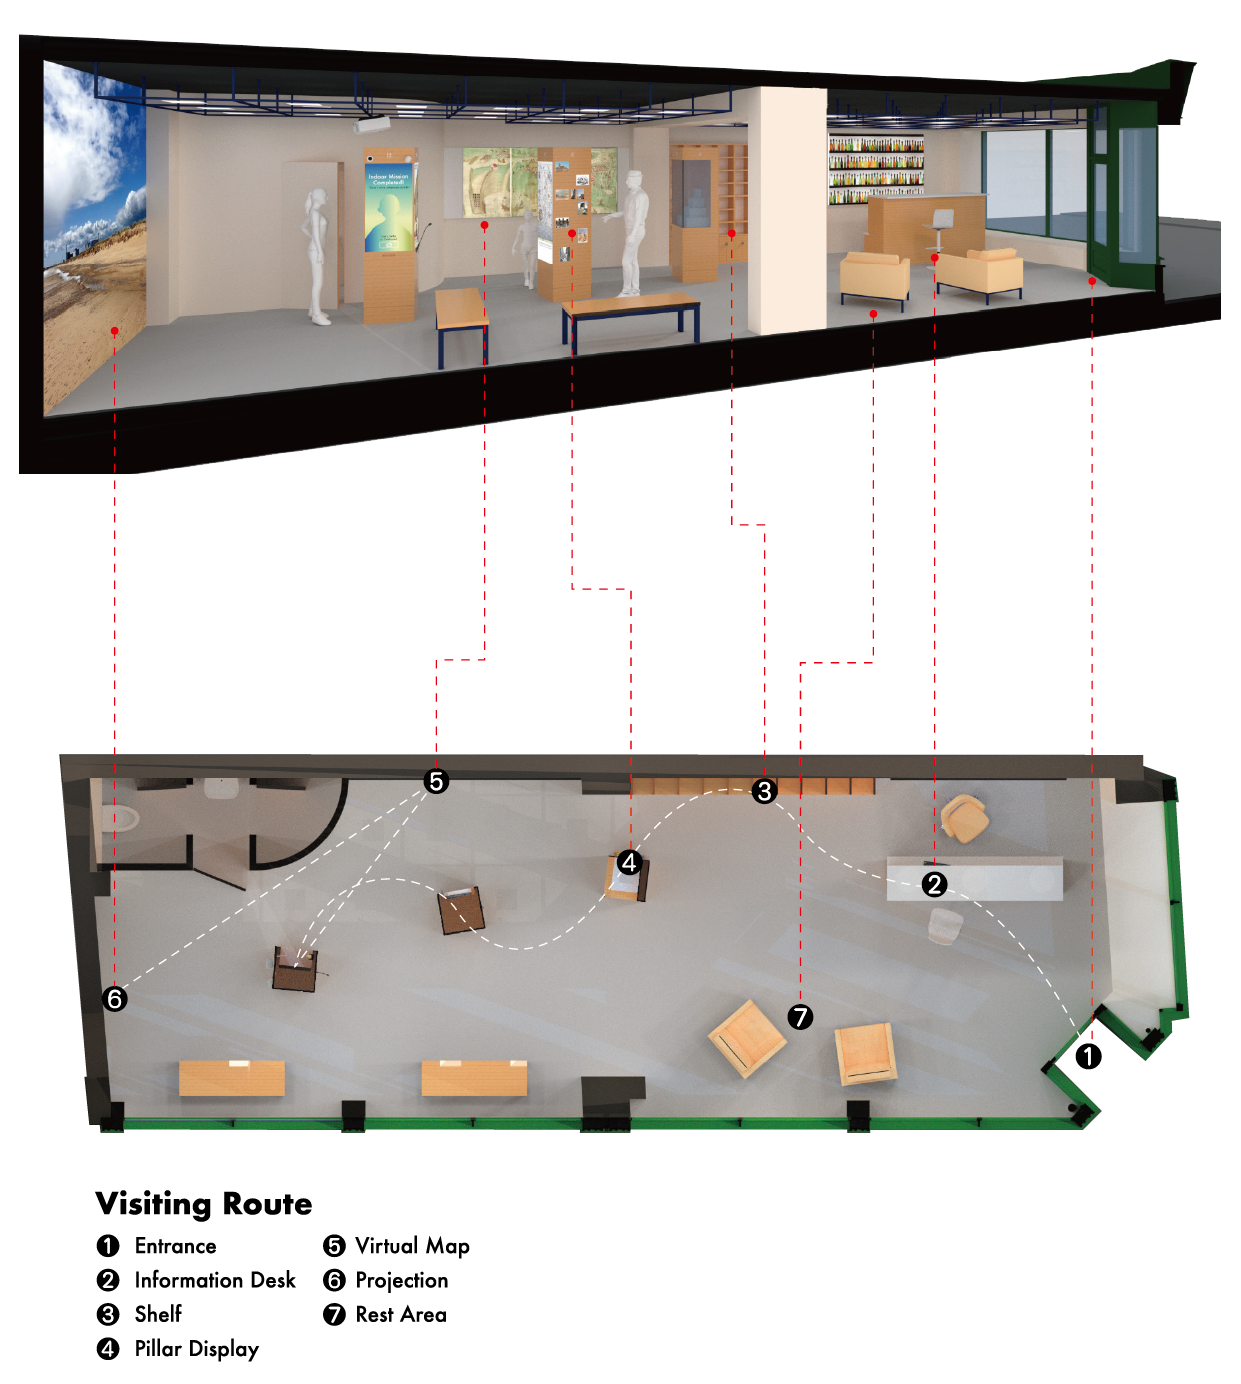 Indoor Mission
Completed!
5
3
4
2
6
7
1
Visiting Route
1 Entrance
2 Information Desk
3 Shelf
4 Pillar Display
5 Virtual Map
6 Projection
7 Rest Area